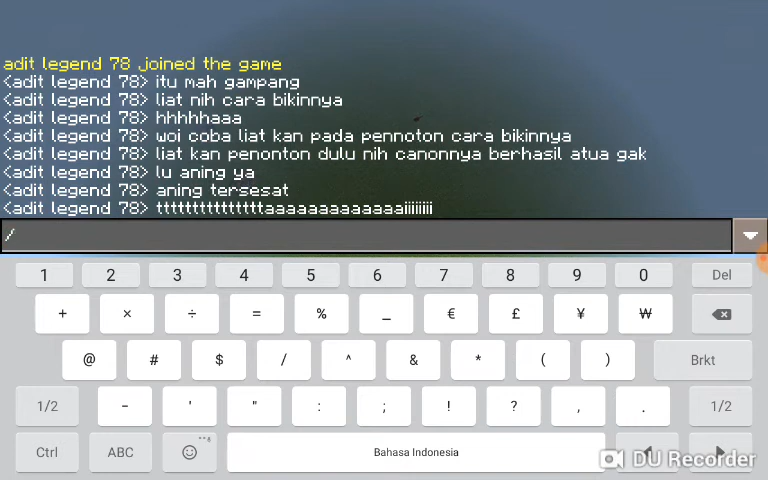 adit legend 78 joined the game
<adit legend 78> itu mah gampang
<adit legend 78> liat nih cara bikinnya
<adit legend 78> hhhhhaaa
<adit legend 78> woi coba liat kan pada pennoton cara bikinnya
<adit legend 78> liat kan penonton dulu nih canonnya berhasil atua gak
<adit legend 78> lu aning ya
<adit legend 78> aning tersesat
<adit legend 78> ttttttttttttttttaaaaaaaaaaaaaaiiiiiiii
/
1 2 3 4 5 6 7 8 9 0 Del
+ × ÷ = % _ € £ ¥ ₩
@ # $ / ^ & * ( ) Brkt
1/2 - ' " : ; ! ? , . 1/2
Ctrl ABC Bahasa Indonesia
DU Recorder